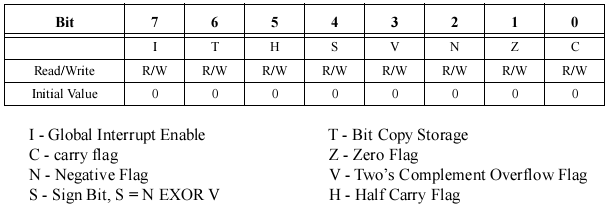 Bit 7 6 5 4 3 2 1 0
I T H S V N Z C
Read/Write R/W R/W R/W R/W R/W R/W R/W R/W
Initial Value 0 0 0 0 0 0 0 0
I - Global Interrupt Enable T - Bit Copy Storage
C - carry flag Z - Zero Flag
N - Negative Flag V - Two's Complement Overflow Flag
S - Sign Bit, S = N EXOR V H - Half Carry Flag